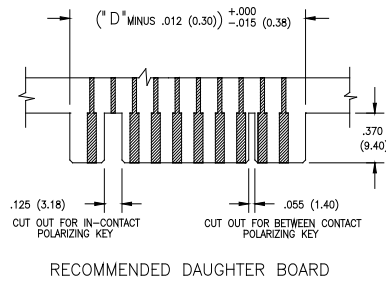 ("D" MINUS .012 (0.30)) +.000 -.015 (0.38)
.370
(9.40)
.125 (3.18)
CUT OUT FOR IN-CONTACT
POLARIZING KEY
.055 (1.40)
CUT OUT FOR BETWEEN CONTACT
POLARIZING KEY
RECOMMENDED DAUGHTER BOARD